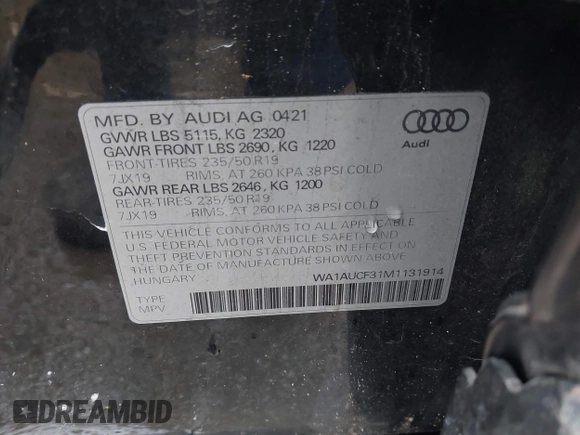 MFD. BY AUDI AG 0421
GVWR LBS 5115, KG 2320
GAWR FRONT LBS 2690, KG 1220
FRONT-TIRES 235/50 R19
7JX19 RIMS, AT 260 KPA 38 PSI COLD
GAWR REAR LBS 2646, KG 1200
REAR-TIRES 235/50 R19
7JX19 RIMS, AT 260 KPA 38 PSI COLD
THIS VEHICLE CONFORMS TO ALL APPLICABLE
U.S. FEDERAL MOTOR VEHICLE SAFETY AND
THEFT PREVENTION STANDARDS IN EFFECT ON
THE DATE OF MANUFACTURE SHOWN ABOVE.
HUNGARY WA1AUCF31M1131914
TYPE
MPV
Audi
DREAMBID